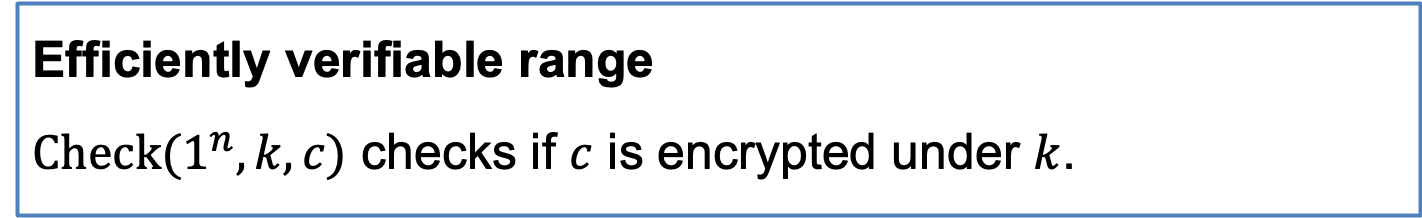 Efficiently verifiable range
Check(1ⁿ, k, c) checks if c is encrypted under k.